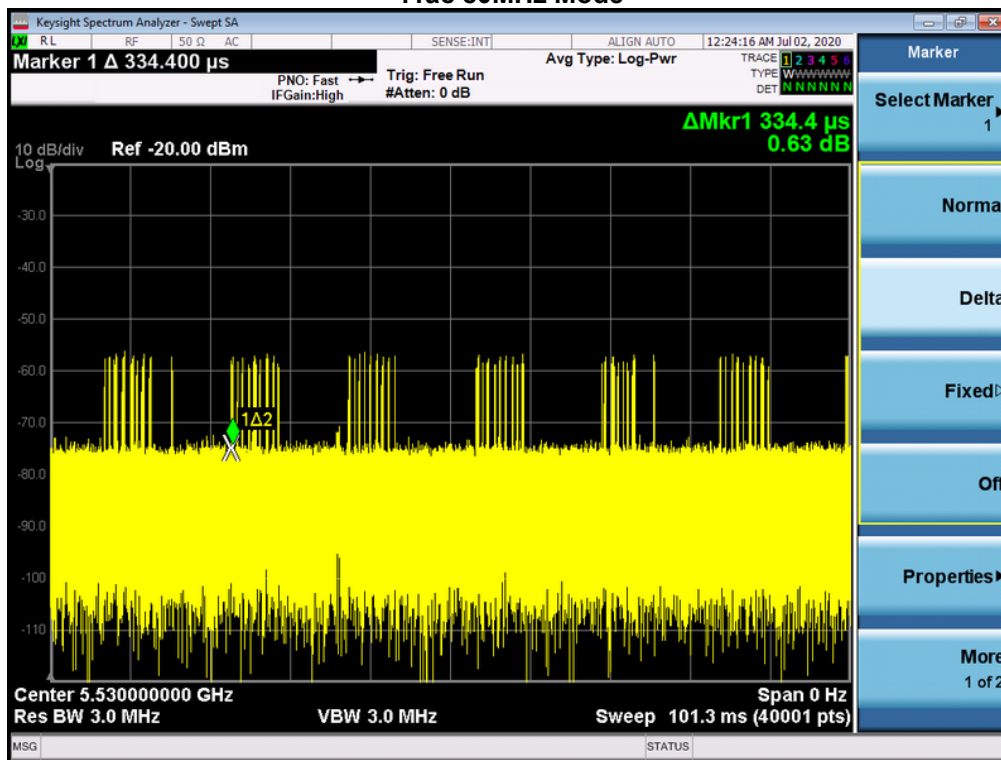 Keysight Spectrum Analyzer - Swept SA
LXI RL RF 50 Ω AC SENSE:INT ALIGN AUTO 12:24:16 AM Jul 02, 2020
Marker 1 Δ 334.400 µs
PNO: Fast
IFGain:High
Trig: Free Run
#Atten: 0 dB
Avg Type: Log-Pwr
TRACE 1 2 3 4 5 6
TYPE W
DET N N N N N N
ΔMkr1 334.4 µs
0.63 dB
10 dB/div Ref -20.00 dBm
Log
-30.0
-40.0
-50.0
-60.0
-70.0
-80.0
-90.0
-100
-110
1Δ2
Center 5.530000000 GHz Span 0 Hz
Res BW 3.0 MHz VBW 3.0 MHz Sweep 101.3 ms (40001 pts)
MSG STATUS
Marker
Select Marker
1
Norma
Delta
Fixed
Off
Properties
More
1 of 2